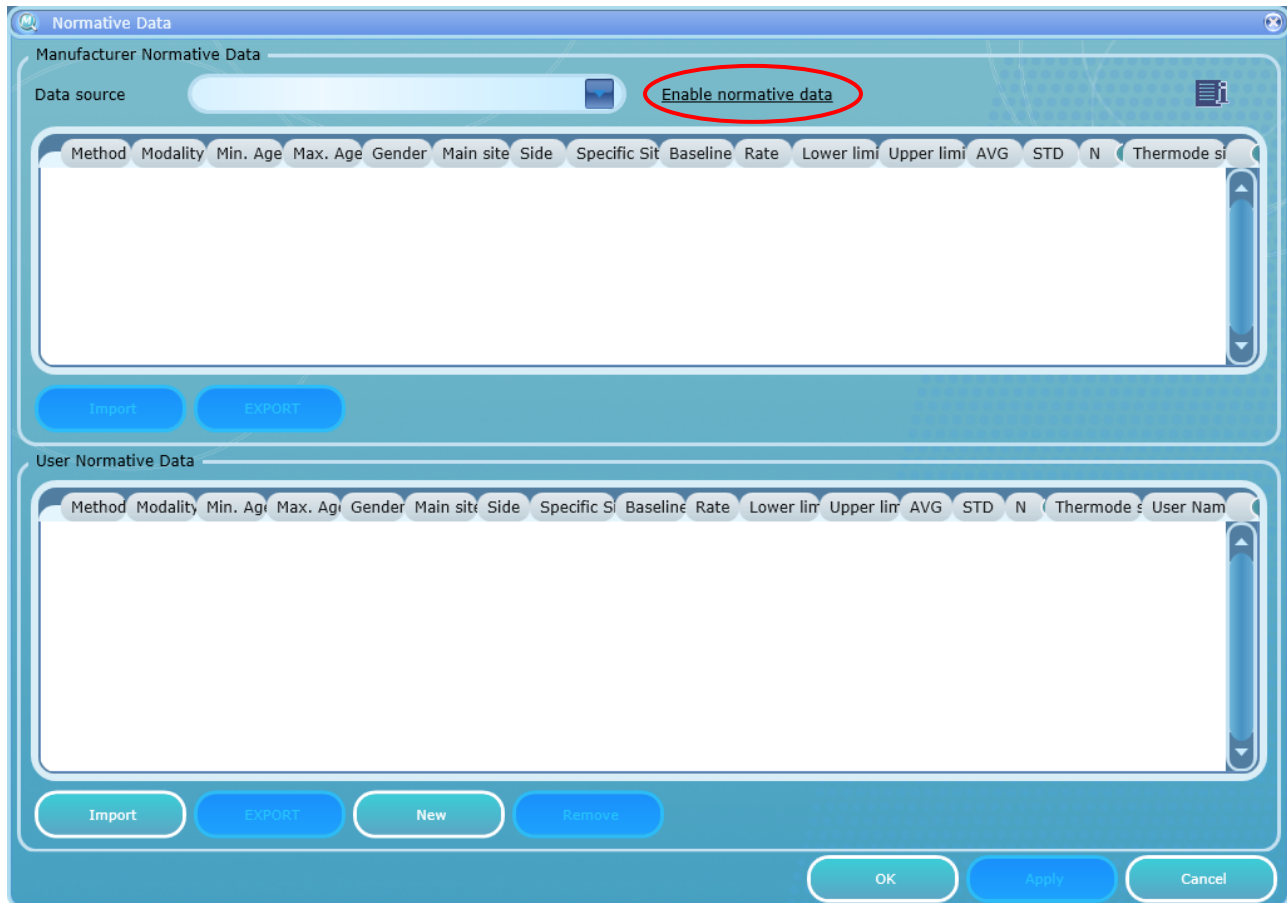 Normative Data
Manufacturer Normative Data
Data source
Enable normative data
Method Modality Min. Age Max. Age Gender Main site Side Specific Sit Baseline Rate Lower limi Upper limi AVG STD N Thermode si
Import EXPORT
User Normative Data
Method Modality Min. Ag Max. Ag Gender Main site Side Specific Si Baseline Rate Lower lim Upper lim AVG STD N Thermode s User Nam
Import EXPORT New Remove
OK Apply Cancel